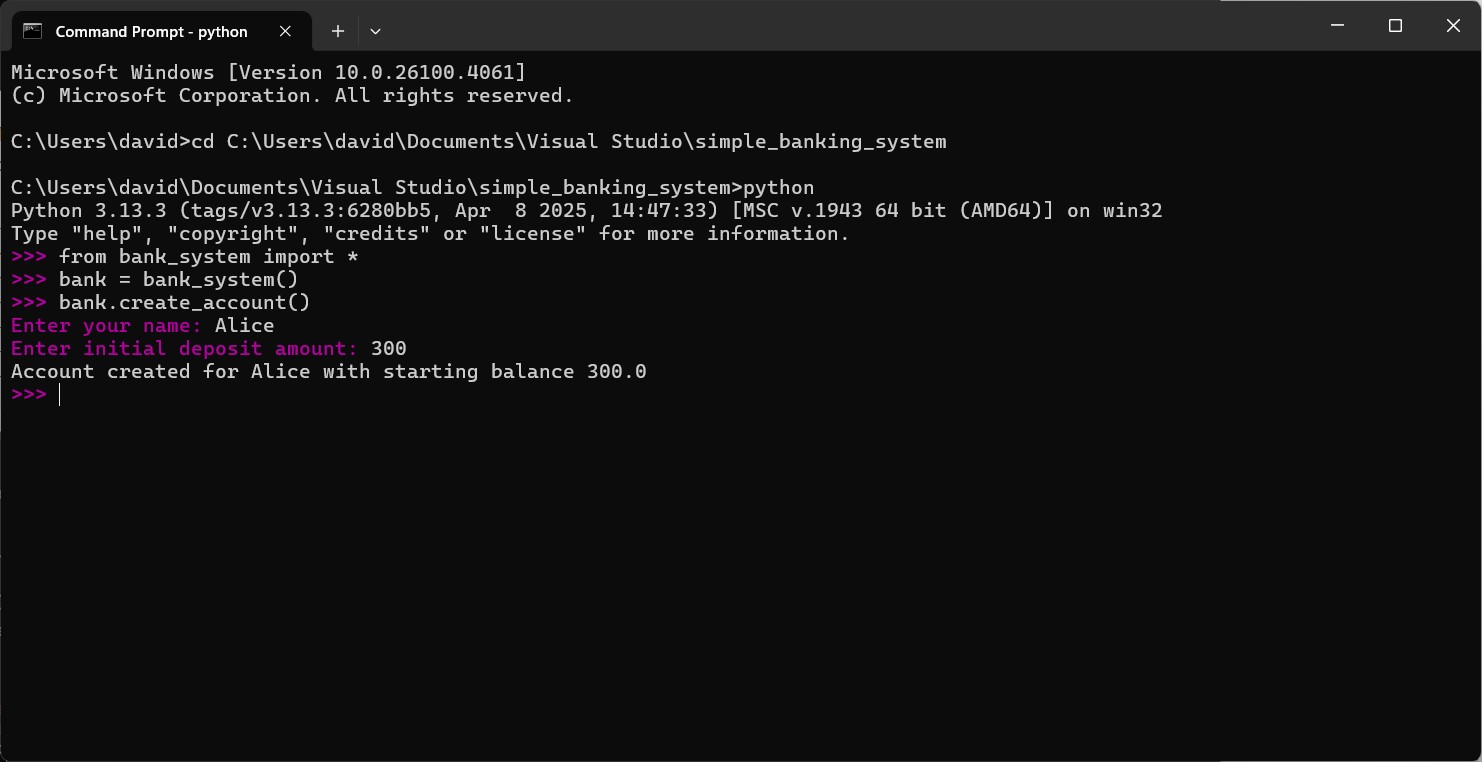 Command Prompt - python
Microsoft Windows [Version 10.0.26100.4061]
(c) Microsoft Corporation. All rights reserved.
C:\Users\david>cd C:\Users\david\Documents\Visual Studio\simple_banking_system
C:\Users\david\Documents\Visual Studio\simple_banking_system>python
Python 3.13.3 (tags/v3.13.3:6280bb5, Apr  8 2025, 14:47:33) [MSC v.1943 64 bit (AMD64)] on win32
Type "help", "copyright", "credits" or "license" for more information.
>>> from bank_system import *
>>> bank = bank_system()
>>> bank.create_account()
Enter your name: Alice
Enter initial deposit amount: 300
Account created for Alice with starting balance 300.0
>>>